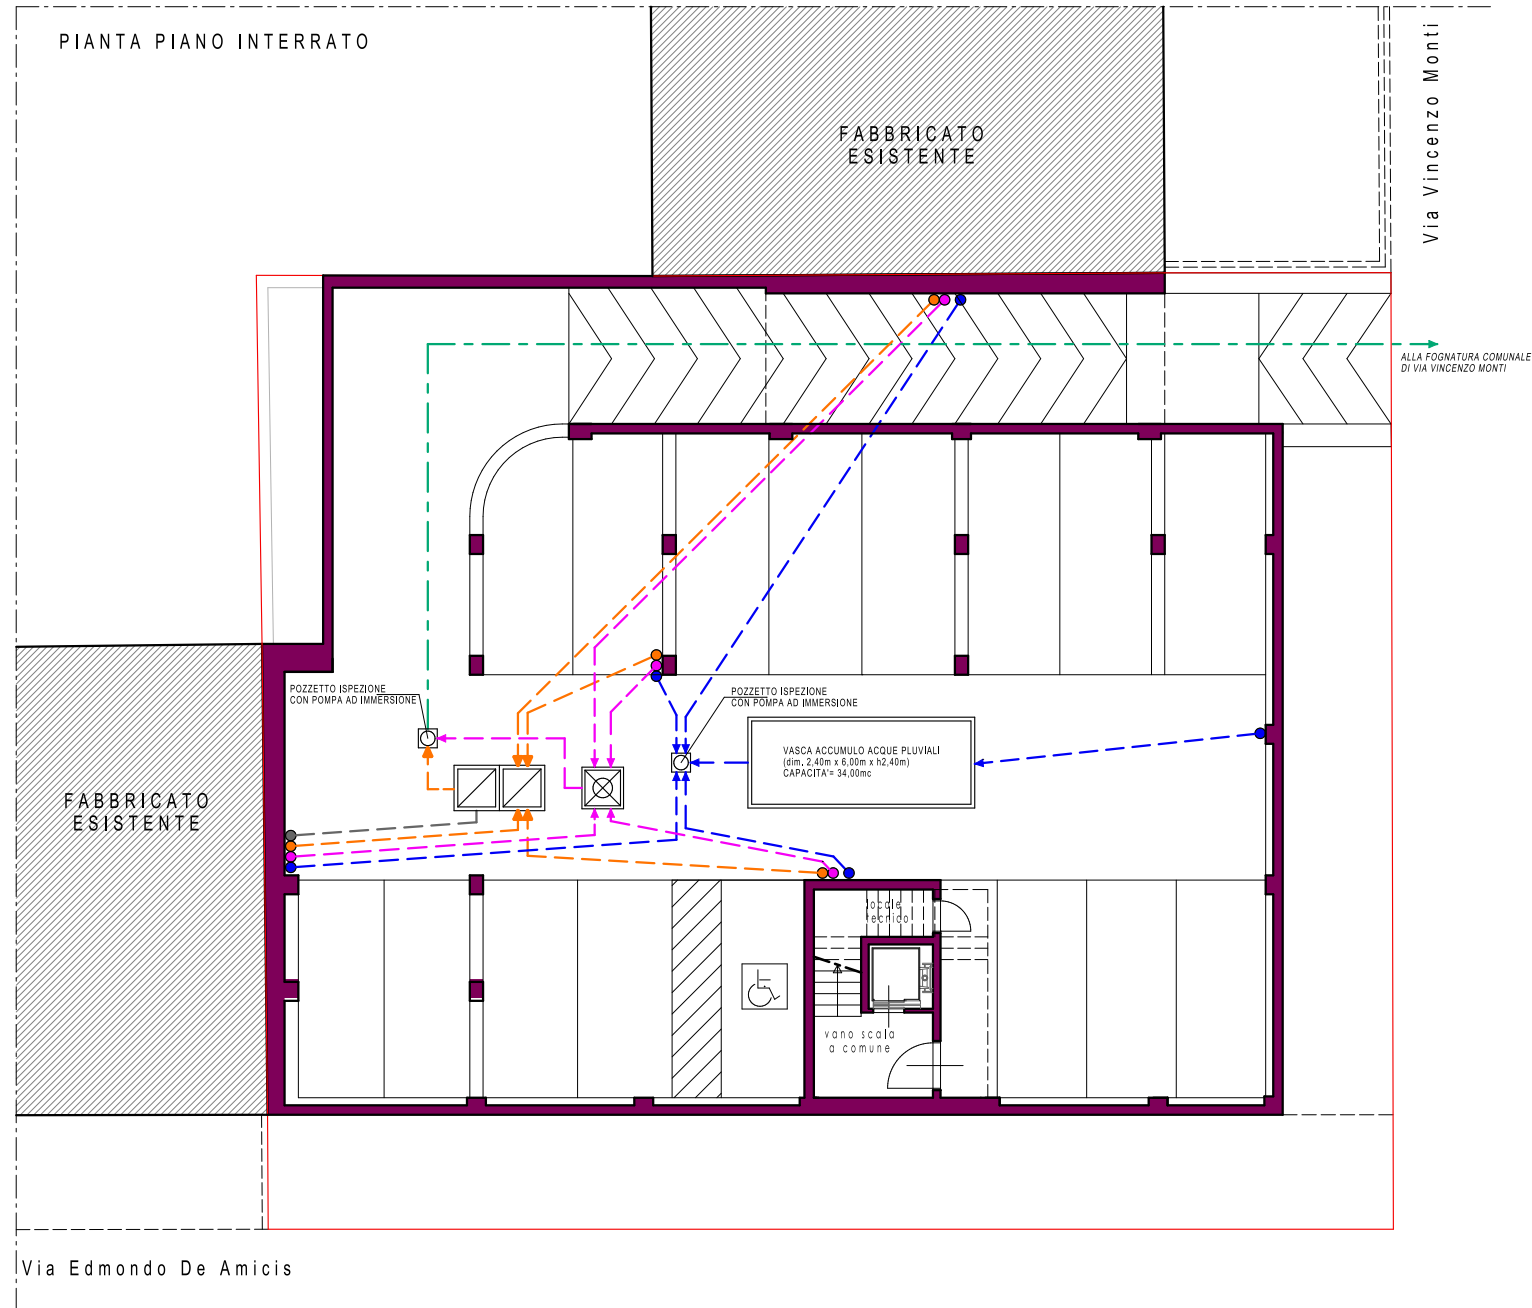 PIANTA PIANO INTERRATO
Via Vincenzo Monti
FABBRICATO
ESISTENTE
ALLA FOGNATURA COMUNALE
DI VIA VINCENZO MONTI
POZZETTO ISPEZIONE
CON POMPA AD IMMERSIONE
POZZETTO ISPEZIONE
CON POMPA AD IMMERSIONE
VASCA ACCUMULO ACQUE PLUVIALI
(dim. 2,40m x 6,00m x h2,40m)
CAPACITA'= 34,00mc
FABBRICATO
ESISTENTE
locale
tecnico
vano scala
a comune
Via Edmondo De Amicis